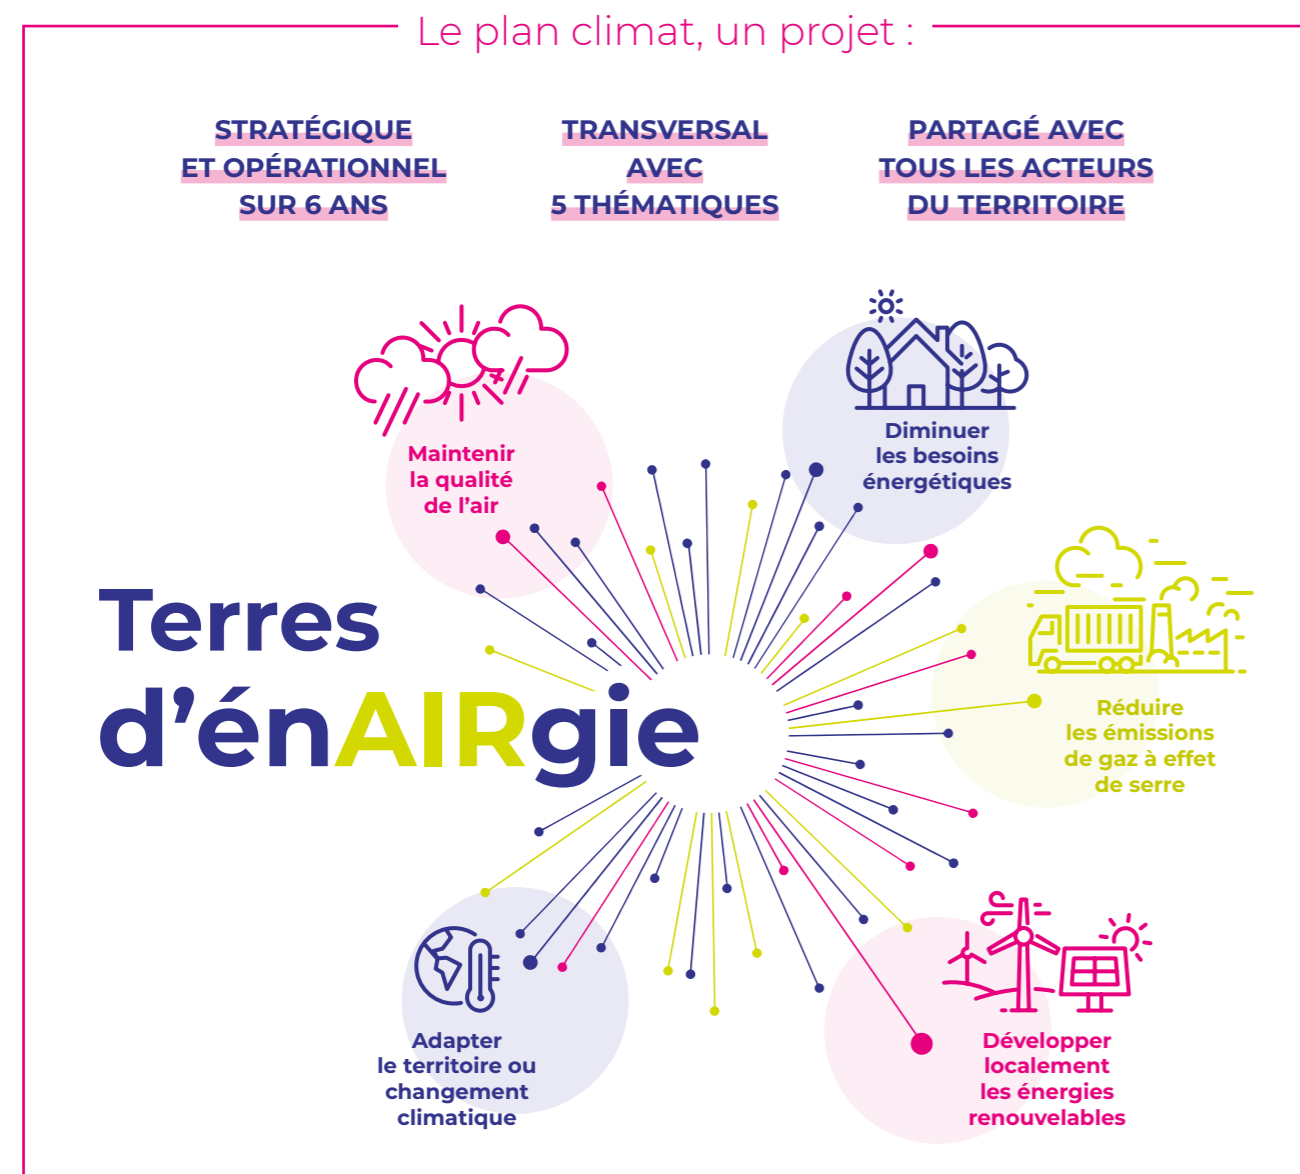 Le plan climat, un projet :
STRATÉGIQUE
ET OPÉRATIONNEL
SUR 6 ANS
TRANSVERSAL
AVEC
5 THÉMATIQUES
PARTAGÉ AVEC
TOUS LES ACTEURS
DU TERRITOIRE
Maintenir
la qualité
de l’air
Diminuer
les besoins
énergétiques
Terres
d’énAIRgie
Réduire
les émissions
de gaz à effet
de serre
Adapter
le territoire ou
changement
climatique
Développer
localement
les énergies
renouvelables